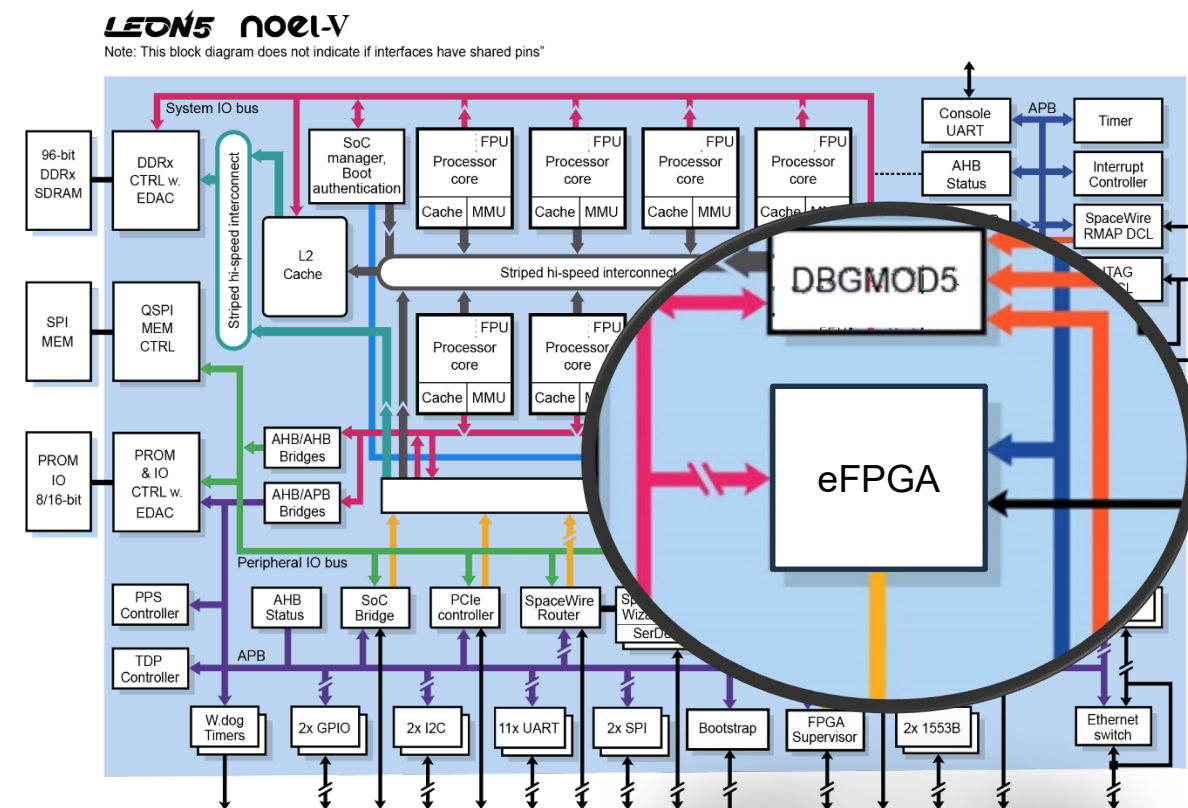 LEON5 NOEL-V
Note: This block diagram does not indicate if interfaces have shared pins"
System IO bus
96-bit
DDRx
SDRAM
DDRx
CTRL w.
EDAC
Striped hi-speed interconnect
SoC
manager,
Boot
authentication
FPU
Processor
core
Cache MMU
FPU
Processor
core
Cache MMU
FPU
Processor
core
Cache MMU
FPU
Processor
core
Cache MMU
Console
UART
APB
Timer
AHB
Status
Interrupt
Controller
SpaceWire
RMAP DCL
JTAG
L2
Cache
Striped hi-speed interconnect
DBGMOD5
SPI
MEM
QSPI
MEM
CTRL
FPU
Processor
core
Cache MMU
FPU
Processor
core
Cache
eFPGA
PROM
IO
8/16-bit
PROM
& IO
CTRL w.
EDAC
AHB/AHB
Bridges
AHB/APB
Bridges
Peripheral IO bus
PPS
Controller
AHB
Status
SoC
Bridge
PCIe
controller
SpaceWire
Router
TDP
Controller
APB
W.dog
Timers
2x GPIO
2x I2C
11x UART
2x SPI
Bootstrap
FPGA
Supervisor
2x 1553B
Ethernet
switch